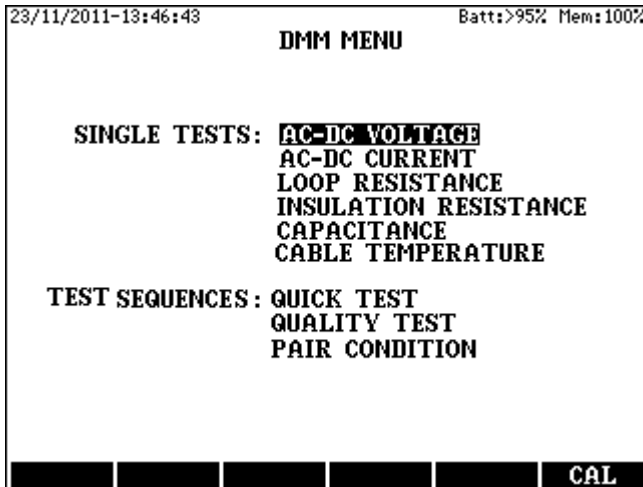 23/11/2011-13:46:43 Batt:>95% Mem:100%
DMM MENU
SINGLE TESTS: AC-DC VOLTAGE
AC-DC CURRENT
LOOP RESISTANCE
INSULATION RESISTANCE
CAPACITANCE
CABLE TEMPERATURE
TEST SEQUENCES: QUICK TEST
QUALITY TEST
PAIR CONDITION
CAL